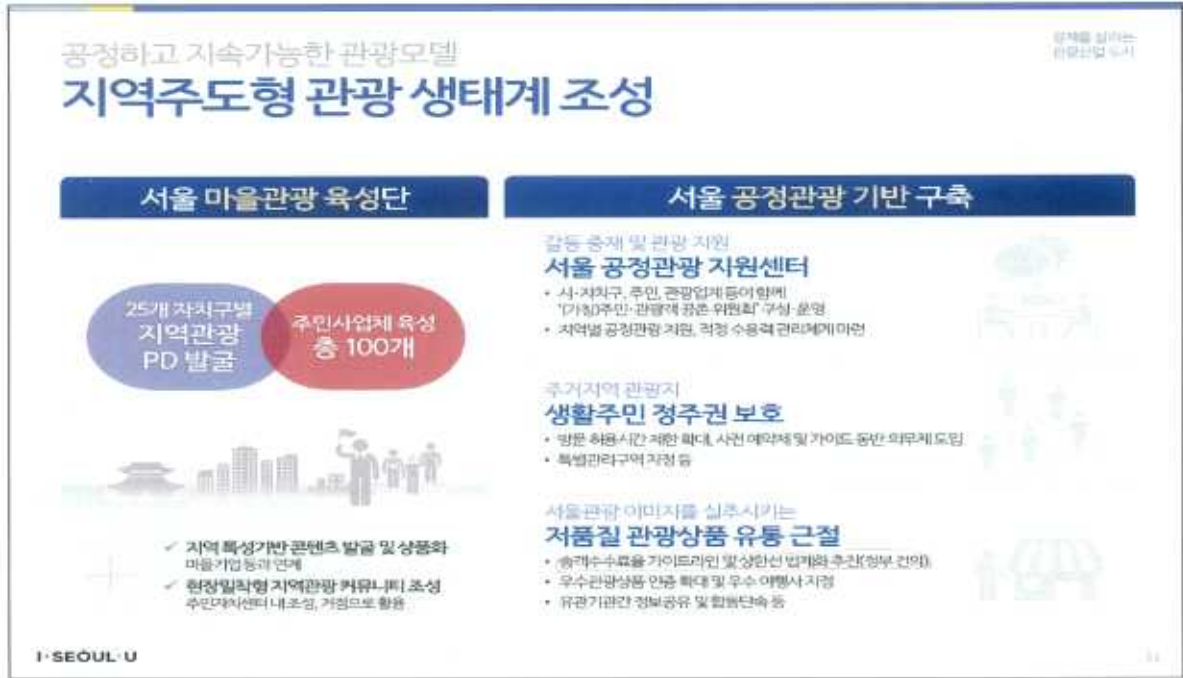 공정하고 지속가능한 관광모델
지역주도형 관광 생태계 조성
경제를 살리는
관광산업 도시
서울 마을관광 육성단
25개 자치구별
지역관광
PD 발굴
주민사업체 육성
총 100개
✓ 지역 특성기반 콘텐츠 발굴 및 상품화
마을기업 등과 연계
✓ 현장밀착형 지역관광 커뮤니티 조성
주민자치센터 내 조성, 거점으로 활용
서울 공정관광 기반 구축
갈등 중재 및 관광 지원
서울 공정관광 지원센터
• 시·자치구, 주민, 관광업계 등이 함께
'(가칭)주민·관광객 공존 위원회' 구성·운영
• 지역별 공정관광 지원, 적정 수용력 관리체계 마련
주거지역 관광지
생활주민 정주권 보호
• 방문 허용시간 제한 확대, 사전 예약제 및 가이드 동반 의무제 도입
• 특별관리구역 지정 등
서울관광 이미지를 실추시키는
저품질 관광상품 유통 근절
• 송객수수료율 가이드라인 및 상한선 법제화 추진(정부 건의)
• 우수관광상품 인증 확대 및 우수 여행사 지정
• 유관기관간 정보공유 및 합동단속 등
I·SEOUL·U